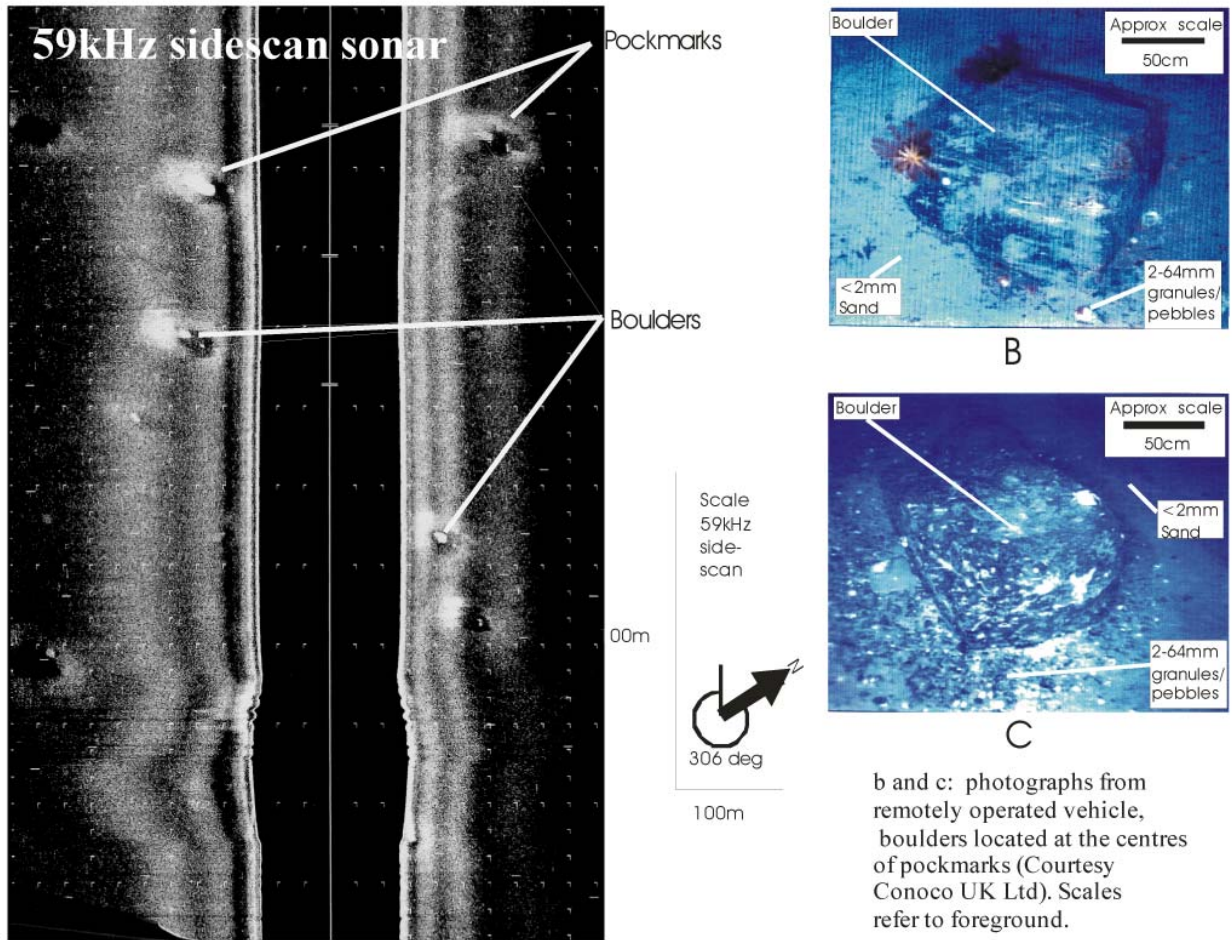 59kHz sidescan sonar
Pockmarks
Boulders
Scale
59kHz
side-
scan
00m
N
306 deg
100m
Boulder
Approx scale
50cm
<2mm
Sand
2-64mm
granules/
pebbles
B
Boulder
Approx scale
50cm
<2mm
Sand
2-64mm
granules/
pebbles
C
b and c: photographs from
remotely operated vehicle,
boulders located at the centres
of pockmarks (Courtesy
Conoco UK Ltd). Scales
refer to foreground.